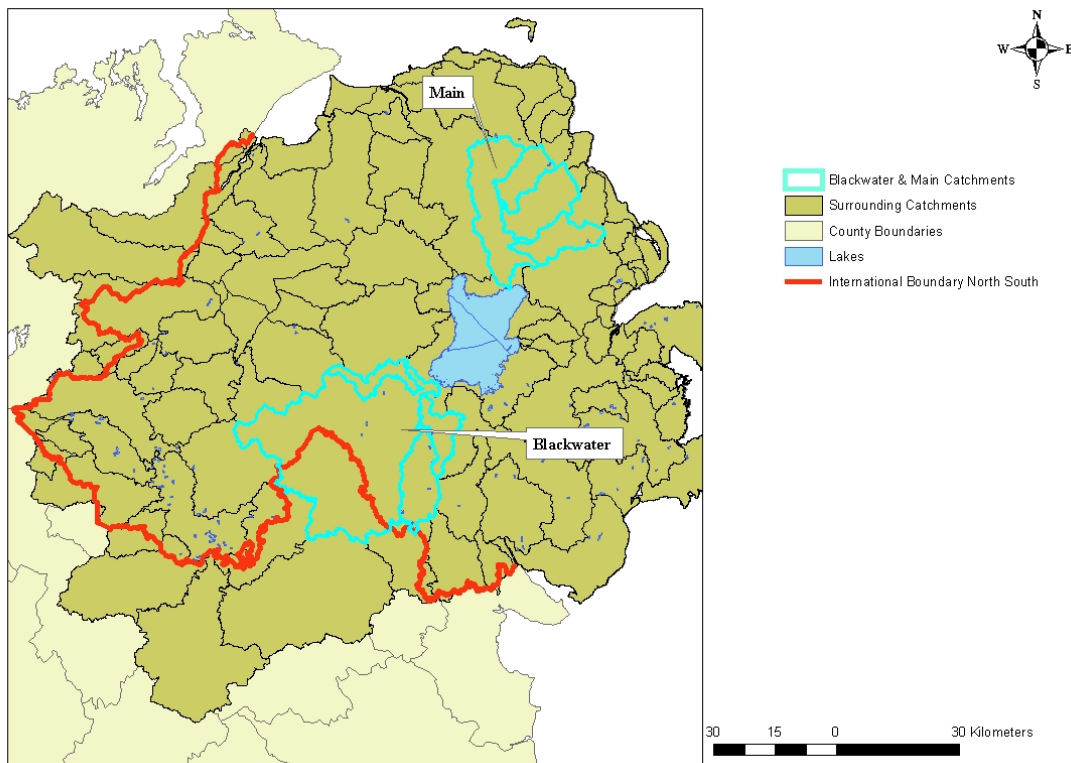 Main
Blackwater
N
W E
S
Blackwater & Main Catchments
Surrounding Catchments
County Boundaries
Lakes
International Boundary North South
30 15 0 30 Kilometers